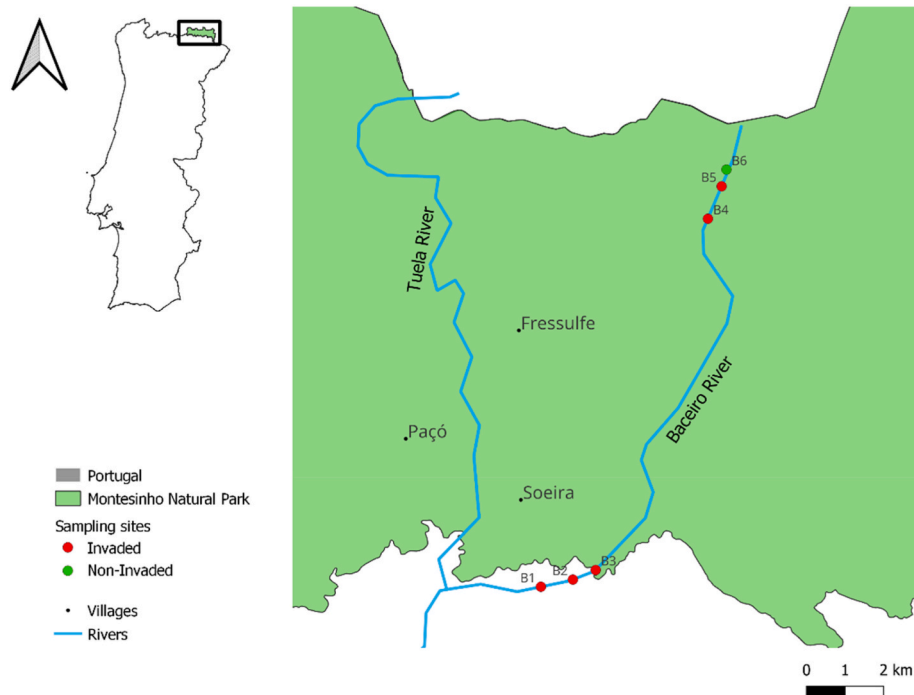 B6
B5
B4
Tuela River
Fressulfe
Baceiro River
Paçó
Soeira
B3
B2
B1
Portugal
Montesinho Natural Park
Sampling sites
Invaded
Non-Invaded
Villages
Rivers
0 1 2 km